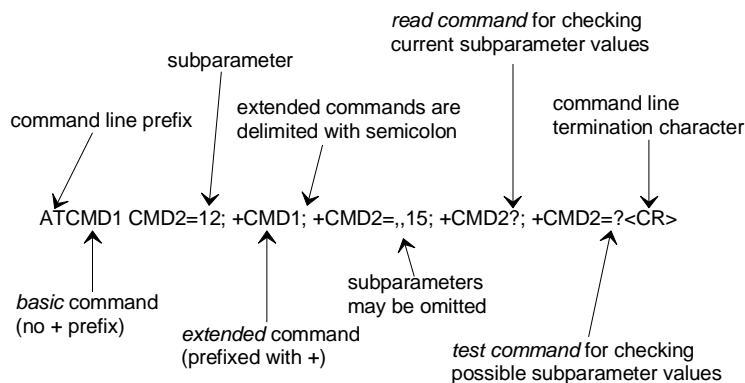 read command for checking
current subparameter values
subparameter
extended commands are
delimited with semicolon
command line
termination character
command line prefix
ATCMD1 CMD2=12; +CMD1; +CMD2=,,15; +CMD2?; +CMD2=?<CR>
basic command
(no + prefix)
extended command
(prefixed with +)
subparameters
may be omitted
test command for checking
possible subparameter values